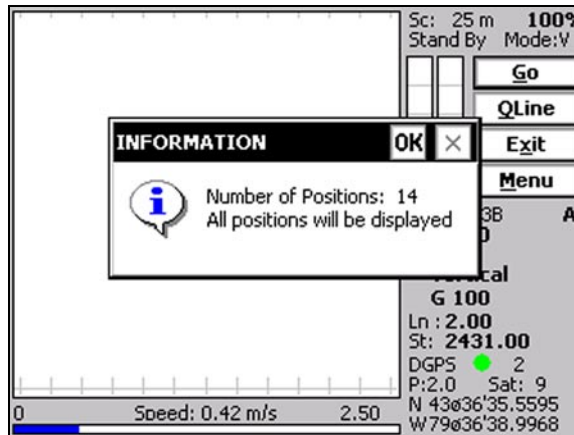 Sc: 25 m 100%
Stand By Mode:V
Go
QLine
INFORMATION OK
Exit
Menu
Number of Positions: 14
All positions will be displayed
3B A
G 100
Ln : 2.00
St: 2431.00
DGPS 2
P:2.0 Sat: 9
N 43ø36'35.5595
W79ø36'38.9968
0 Speed: 0.42 m/s 2.50